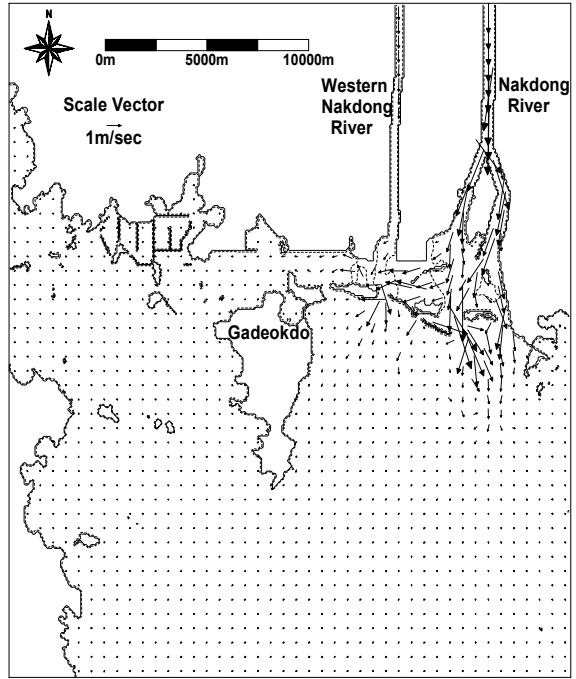 N
0m 5000m 10000m
Scale Vector
1m/sec
Western
Nakdong
River
Nakdong
River
Gadeokdo